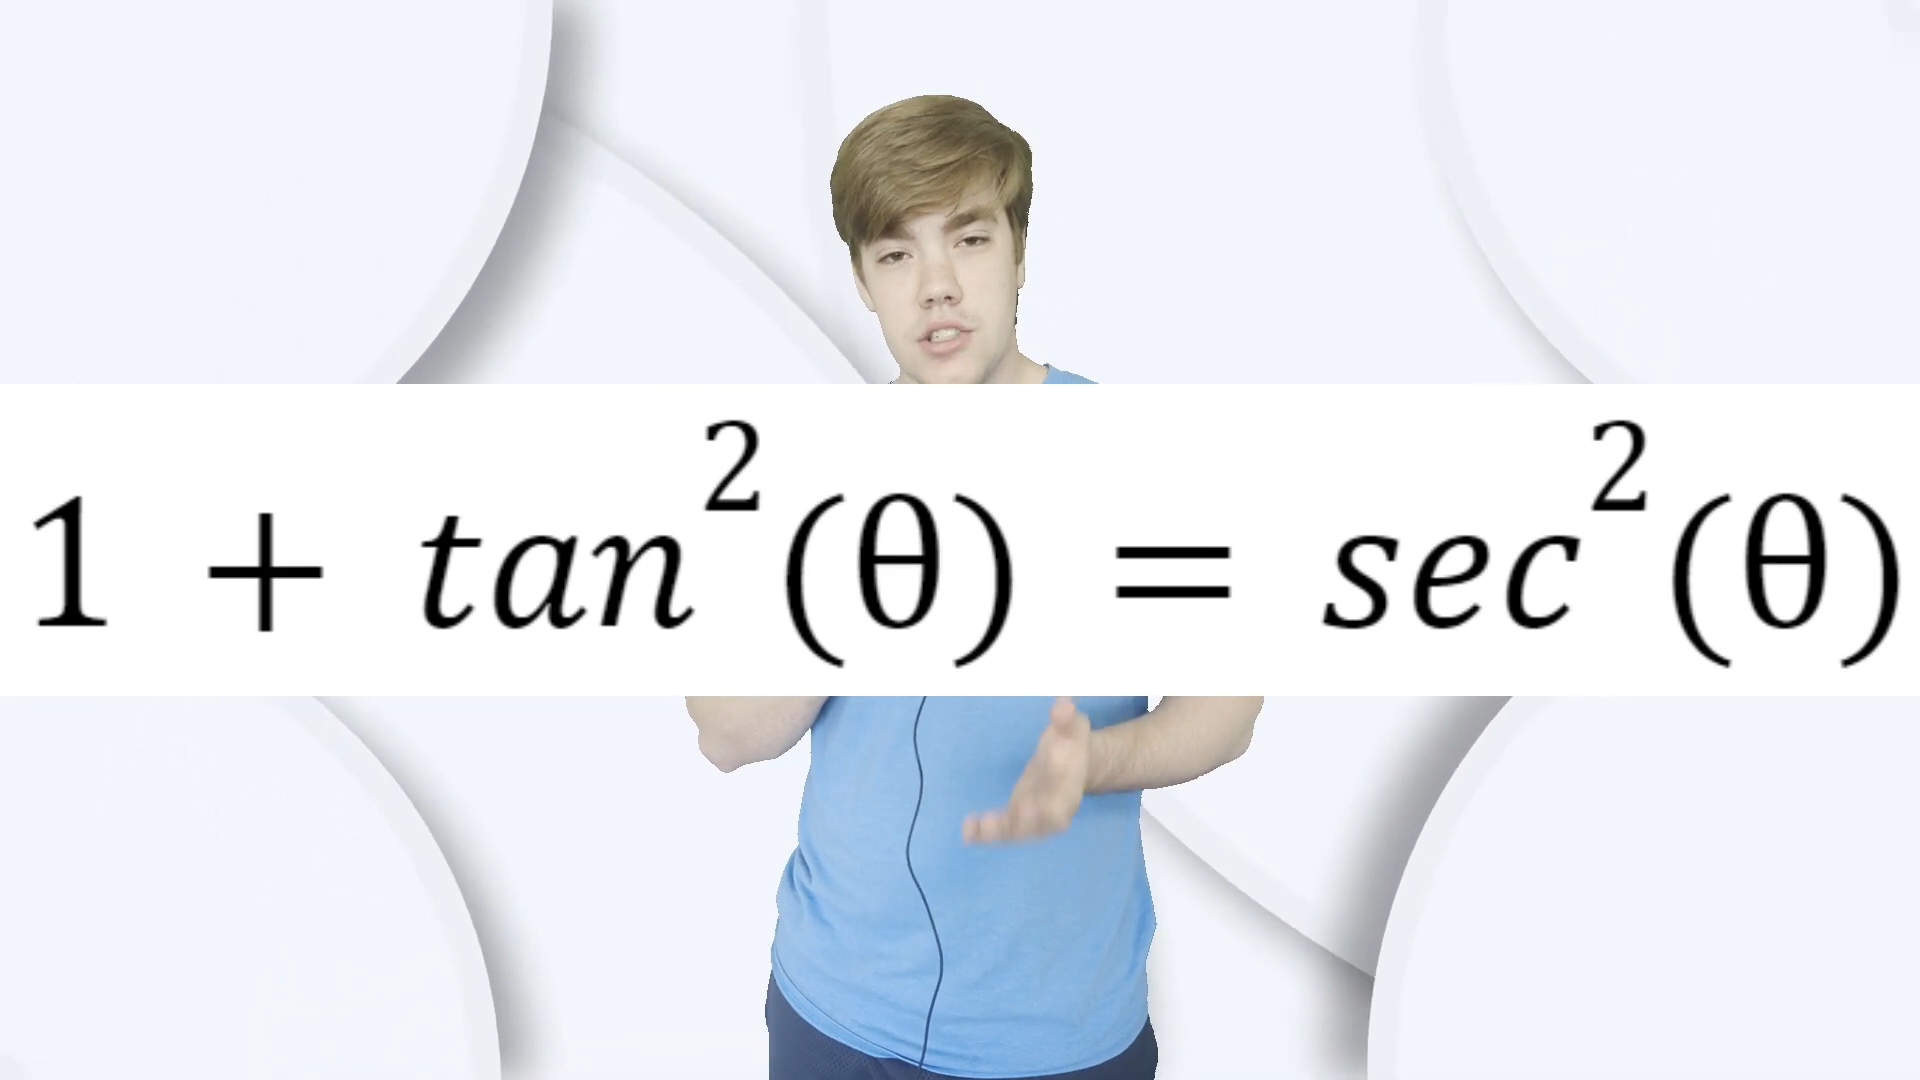 1 + tan²(θ) = sec²(θ)